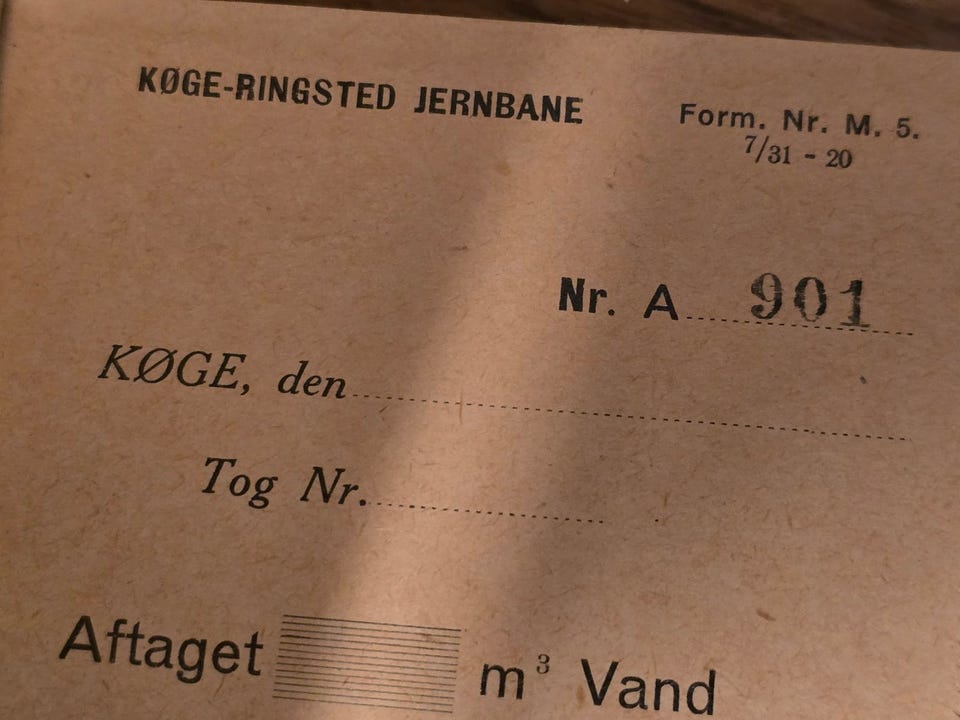 KØGE-RINGSTED JERNBANE
Form. Nr. M. 5.
7/31 - 20
Nr. A 901
KØGE, den
Tog Nr.
Aftaget m³ Vand